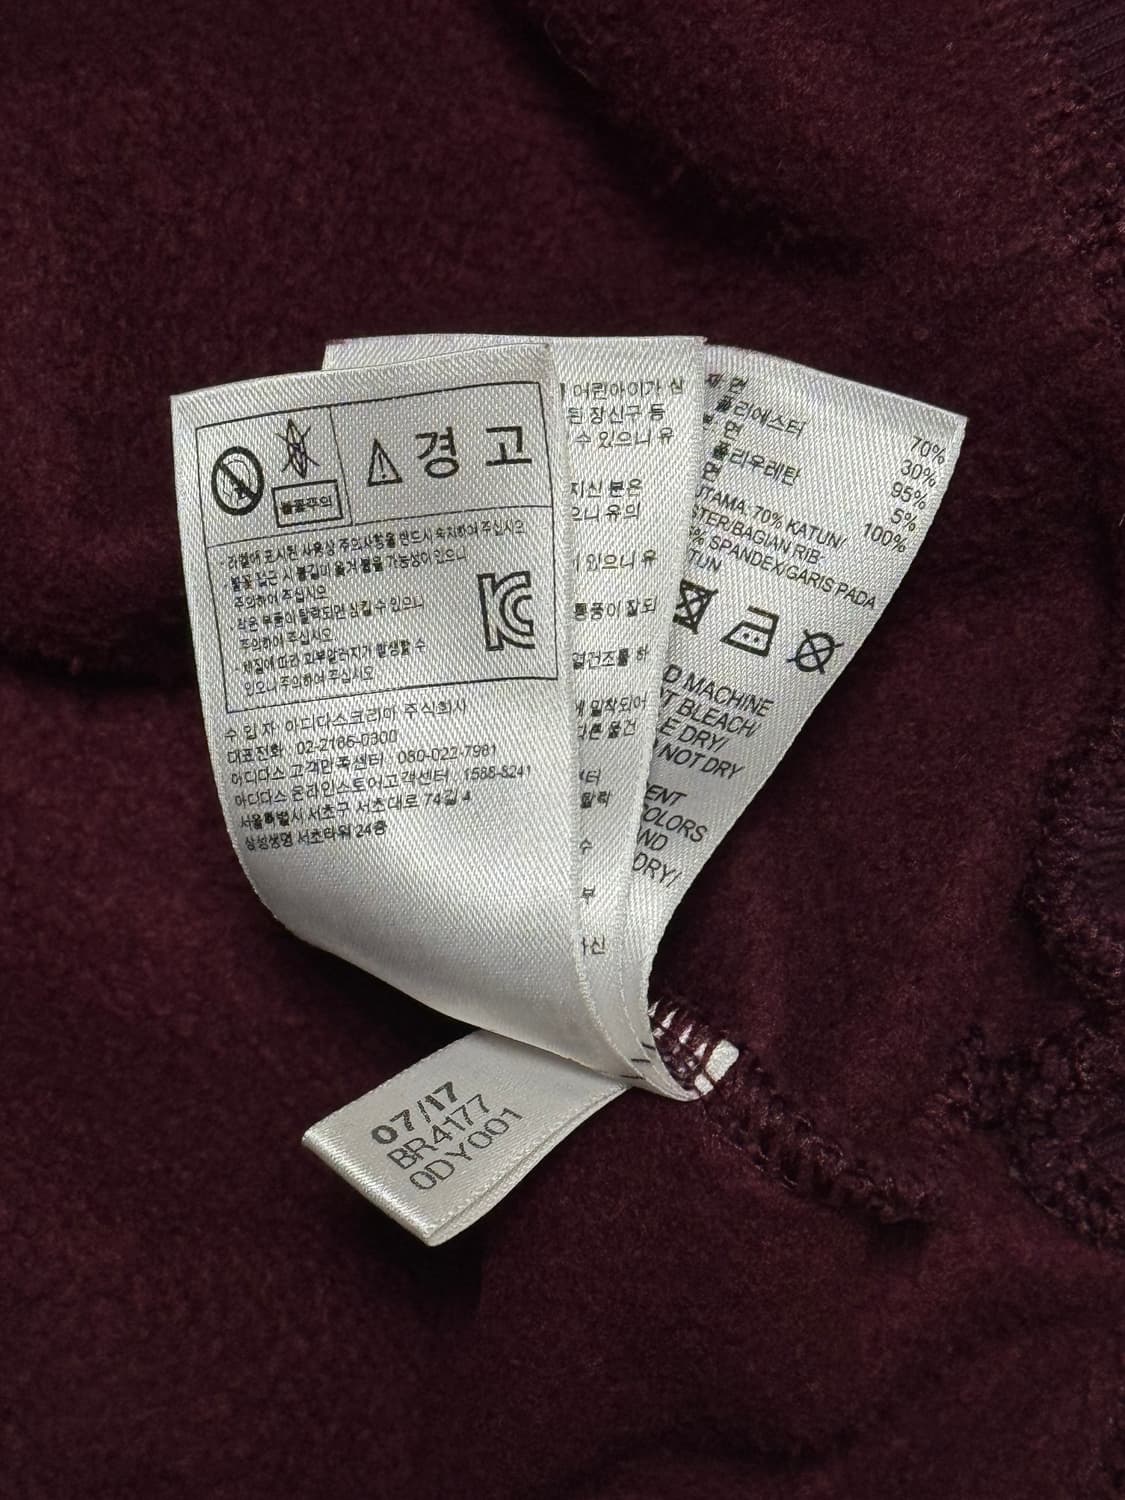 경고
불꽃주의
· 라벨에 표시된 사용상 주의사항을 반드시 숙지하여 주십시오
· 불꽃 접근 시 불길이 옮겨 붙을 가능성이 있으니
주의하여 주십시오
· 작은 부품이 탈락되면 삼킬 수 있으니
주의하여 주십시오
· 체질에 따라 피부알러지가 발생할 수
있으니 주의하여 주십시오
수 입 자 아디다스코리아 주식회사
대표전화 02-2186-0300
아디다스 고객만족센터 080-022-7981
아디다스 온라인스토어고객센터 1588-8241
서울특별시 서초구 서초대로 74길 4
삼성생명 서초타워 24층
어린아이가 삼
된 장신구 등
수 있으니 유
지신 분은
으니 유의
있으니 유
통풍이 잘되
열건조를 하
에 밀착되어
다른 물건
부터
탈락
수
부
면 70%
폴리에스터 30%
면 95%
폴리우레탄 5%
면 100%
UTAMA 70% KATUN/
STER/BAGIAN RIB
% SPANDEX/GARIS PADA
TUN
D MACHINE
T BLEACH/
E DRY/
NOT DRY
ENT
COLORS
ND
DRY/
07/17
BR4177
0DY001